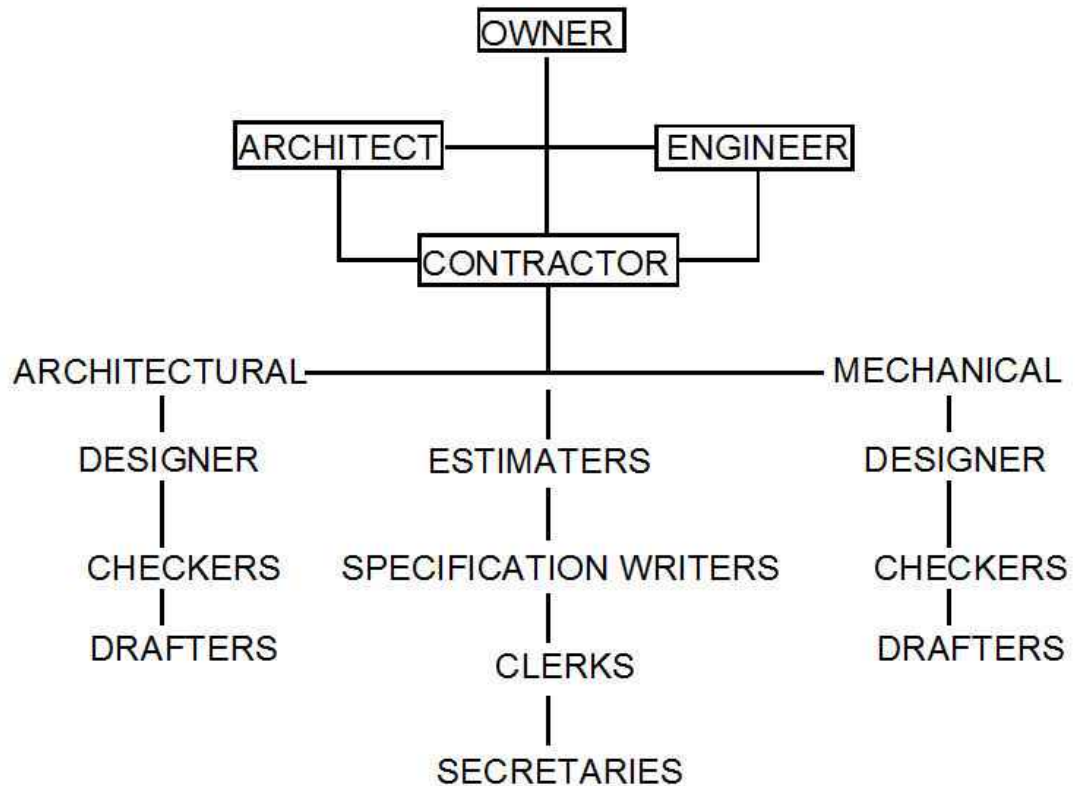 OWNER
ARCHITECT ENGINEER
CONTRACTOR
ARCHITECTURAL MECHANICAL
DESIGNER ESTIMATERS DESIGNER
CHECKERS SPECIFICATION WRITERS CHECKERS
DRAFTERS DRAFTERS
CLERKS
SECRETARIES